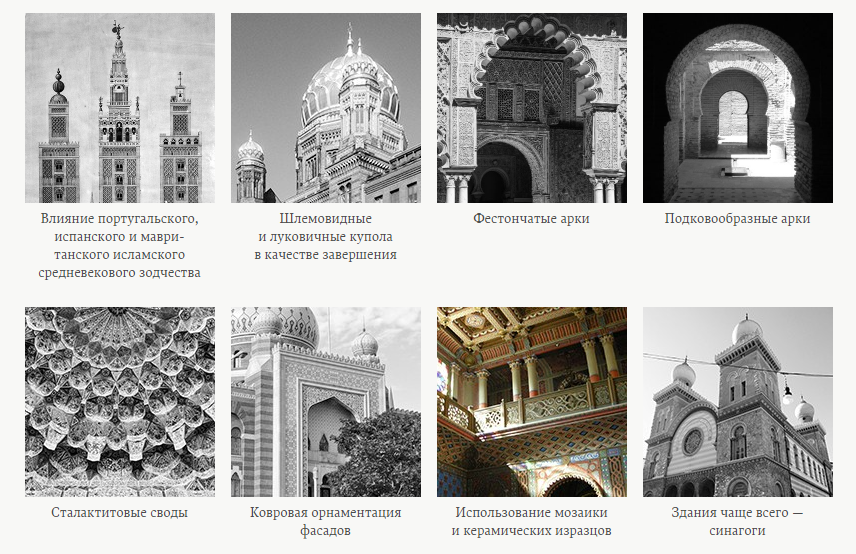 Влияние португальского,
испанского и маври-
танского исламского
средневекового зодчества
Шлемовидные
и луковичные купола
в качестве завершения
Фестончатые арки
Подковообразные арки
Сталактитовые своды
Ковровая орнаментация
фасадов
Использование мозаики
и керамических изразцов
Здания чаще всего —
синагоги